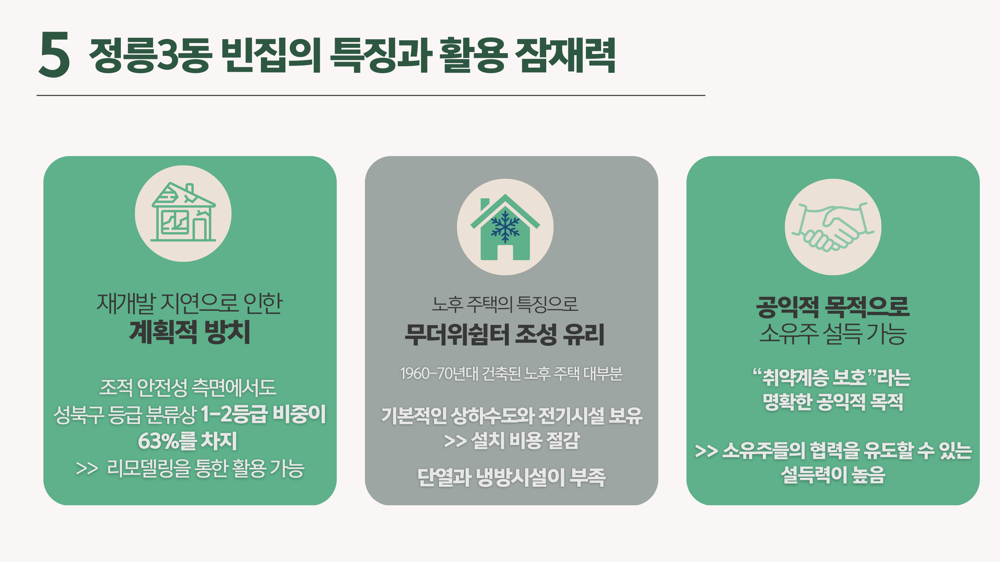 5 정릉3동 빈집의 특징과 활용 잠재력
재개발 지연으로 인한
계획적 방치
조적 안전성 측면에서도
성북구 등급 분류상 1-2등급 비중이
63%를 차지
>> 리모델링을 통한 활용 가능
노후 주택의 특징으로
무더위쉼터 조성 유리
1960-70년대 건축된 노후 주택 대부분
기본적인 상하수도와 전기시설 보유
>> 설치 비용 절감
단열과 냉방시설이 부족
공익적 목적으로
소유주 설득 가능
“취약계층 보호”라는
명확한 공익적 목적
>> 소유주들의 협력을 유도할 수 있는
설득력이 높음